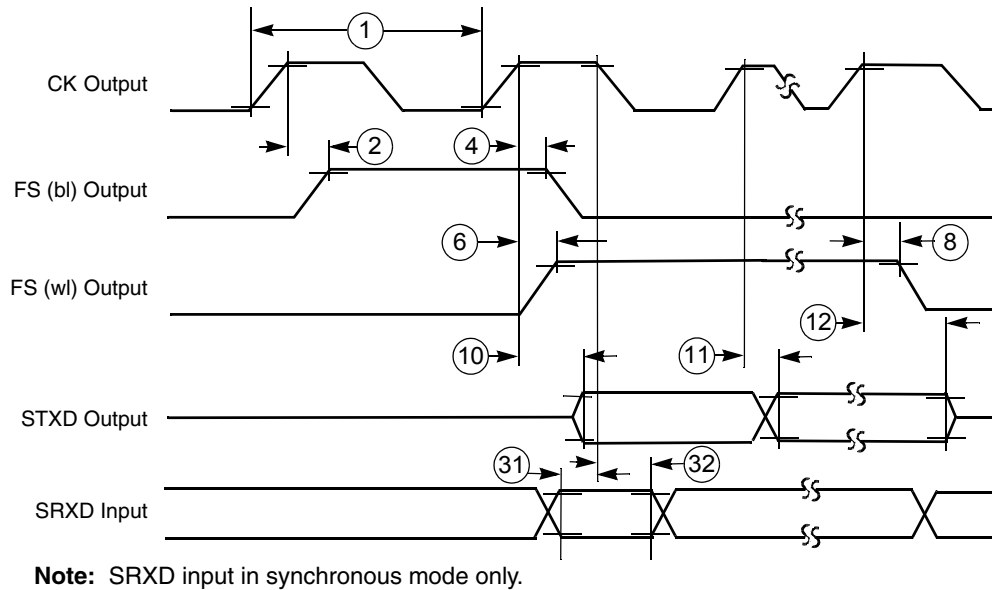 1
CK Output
2
4
FS (bl) Output
6
8
FS (wl) Output
12
10
11
STXD Output
31
32
SRXD Input
Note: SRXD input in synchronous mode only.